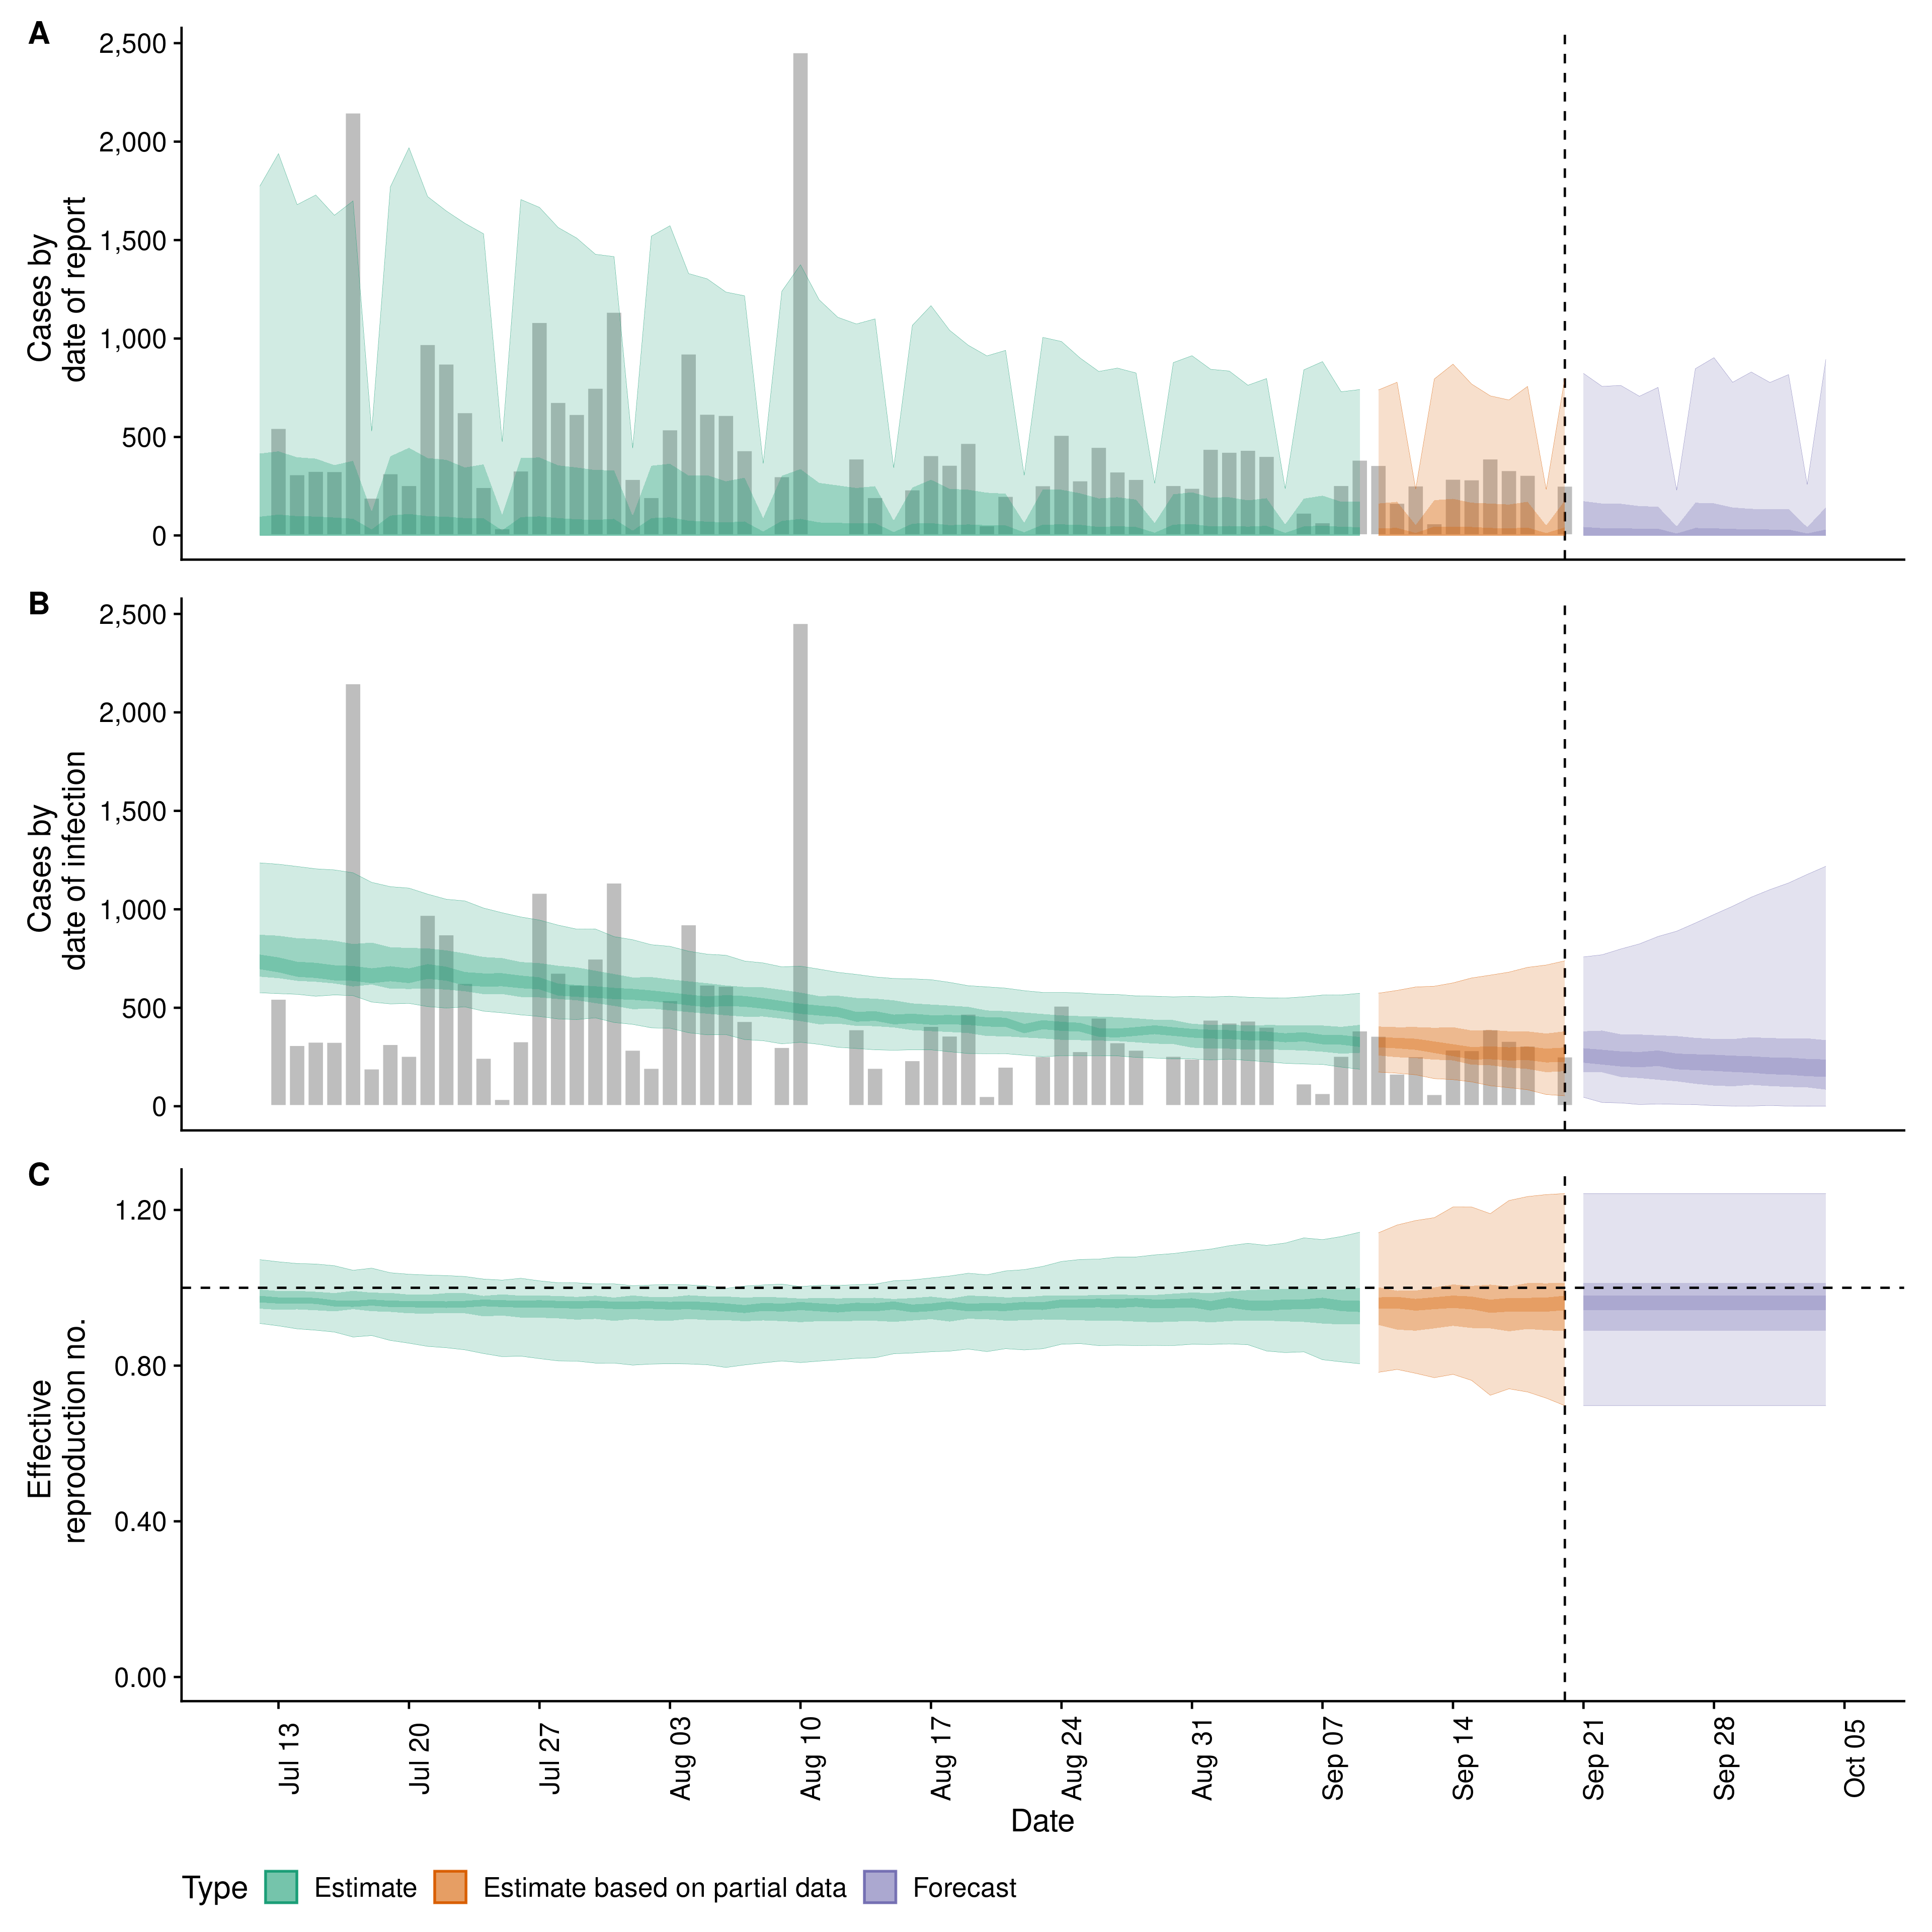 A
2,500
2,000
1,500
1,000
500
0
Cases by
date of report
B
2,500
2,000
1,500
1,000
500
0
Cases by
date of infection
C
1.20
0.80
0.40
0.00
Effective
reproduction no.
Jul 13
Jul 20
Jul 27
Aug 03
Aug 10
Aug 17
Aug 24
Aug 31
Sep 07
Sep 14
Sep 21
Sep 28
Oct 05
Date
Type Estimate Estimate based on partial data Forecast